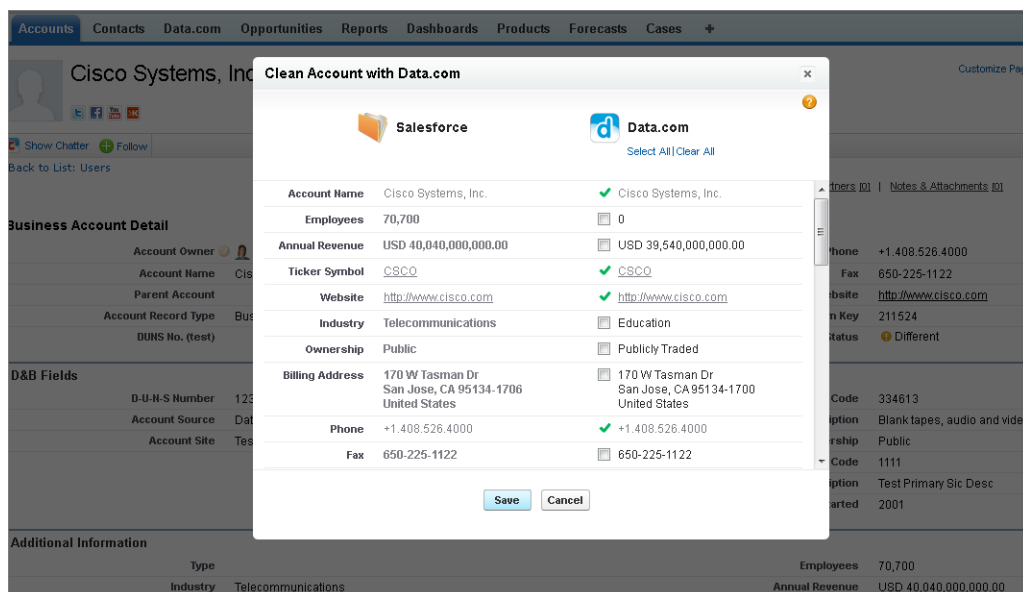 Accounts Contacts Data.com Opportunities Reports Dashboards Products Forecasts Cases +
Cisco Systems, Inc
Customize Pag
Show Chatter Follow
Back to List: Users
Notes & Attachments [0]
Clean Account with Data.com
Salesforce Data.com
Select All | Clear All
Account Name Cisco Systems, Inc. Cisco Systems, Inc.
Employees 70,700 0
Annual Revenue USD 40,040,000,000.00 USD 39,540,000,000.00
Ticker Symbol CSCO CSCO
Website http://www.cisco.com http://www.cisco.com
Industry Telecommunications Education
Ownership Public Publicly Traded
Billing Address 170 W Tasman Dr 170 W Tasman Dr
San Jose, CA 95134-1706 San Jose, CA 95134-1700
United States United States
Phone +1.408.526.4000 +1.408.526.4000
Fax 650-225-1122 650-225-1122
Save Cancel
Business Account Detail
Account Owner
Account Name Cis
Parent Account
Account Record Type Bus
DUNS No. (test)
Phone +1.408.526.4000
Fax 650-225-1122
http://www.cisco.com
Key 211524
Status Different
D&B Fields
D-U-N-S Number 123
Account Source Dat
Account Site Tes
Code 334613
iption Blank tapes, audio and vide
ership Public
Code 1111
iption Test Primary Sic Desc
tarted 2001
Additional Information
Type
Industry Telecommunications
Employees 70,700
Annual Revenue USD 40,040,000,000.00